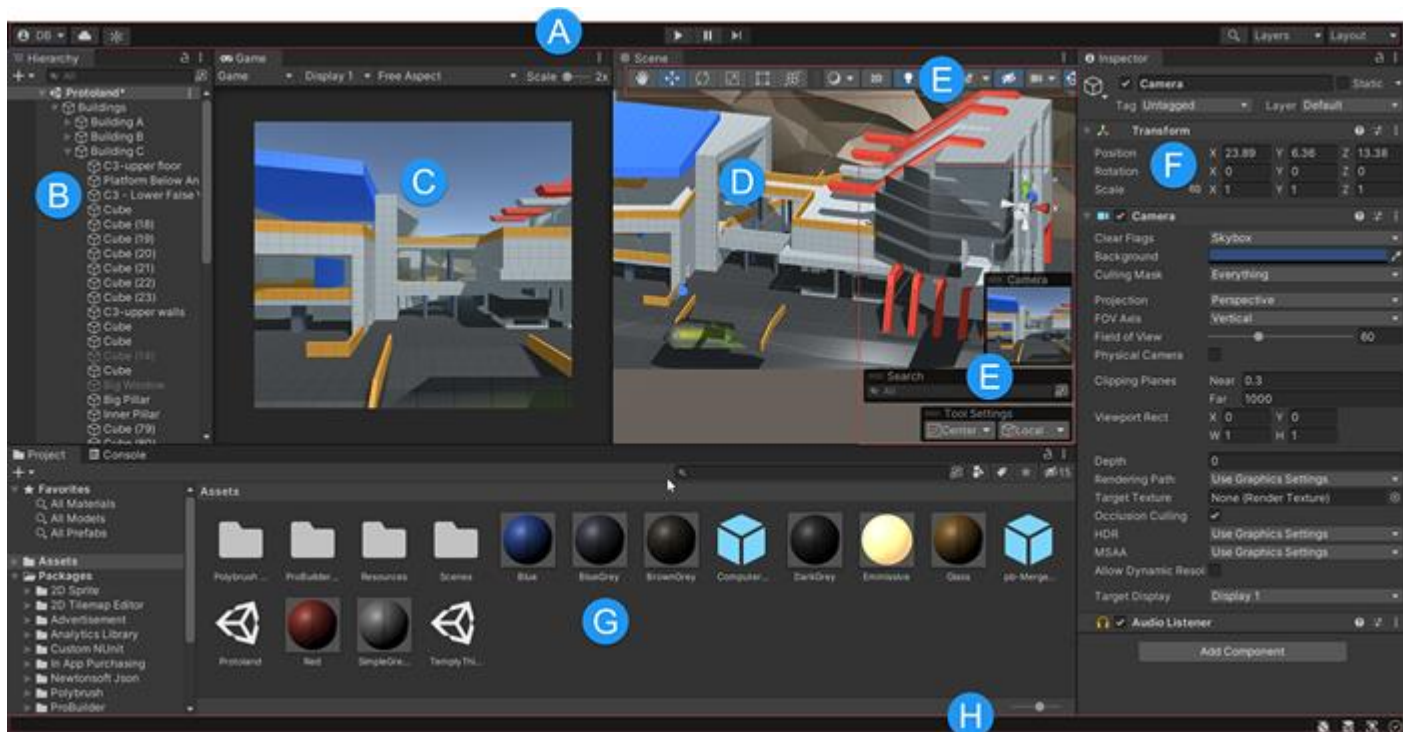 A
DB
Layers
Layout
Hierarchy
All
Protoland*
Buildings
Building A
Building B
Building C
C3-upper floor
Platform Below An
C3 - Lower False
Cube
Cube (18)
Cube (19)
Cube (20)
Cube (21)
Cube (22)
Cube (23)
C3-upper walls
Cube
Cube
Cube (14)
Cube
Big Window
Big Pillar
Inner Pillar
Cube (79)
Cube (80)
B
Game
Game
Display 1
Free Aspect
Scale
2x
C
Scene
2D
E
D
Camera
E
Search
All
Tool Settings
Center
Local
Inspector
Camera
Static
Tag Untagged
Layer Default
Transform
Position X 23.89 Y 6.36 Z 13.38
Rotation X 0 Y 0 Z 0
Scale X 1 Y 1 Z 1
F
Camera
Clear Flags Skybox
Background
Culling Mask Everything
Projection Perspective
FOV Axis Vertical
Field of View 60
Physical Camera
Clipping Planes Near 0.3
Far 1000
Viewport Rect X 0 Y 0
W 1 H 1
Depth 0
Rendering Path Use Graphics Settings
Target Texture None (Render Texture)
Occlusion Culling
HDR Use Graphics Settings
MSAA Use Graphics Settings
Allow Dynamic Resol
Target Display Display 1
Audio Listener
Add Component
Project
Console
15
Favorites
All Materials
All Models
All Prefabs
Assets
Packages
2D Sprite
2D Tilemap Editor
Advertisement
Analytics Library
Custom NUnit
In App Purchasing
Newtonsoft Json
Polybrush
ProBuilder
Assets
Polybrush ...
ProBuilder...
Resources
Scenes
Blue
BlueGrey
BrownGrey
Computer...
DarkGrey
Glass
pb-Merge...
Protoland
Red
SimpleGre...
TemplyThi...
G
H